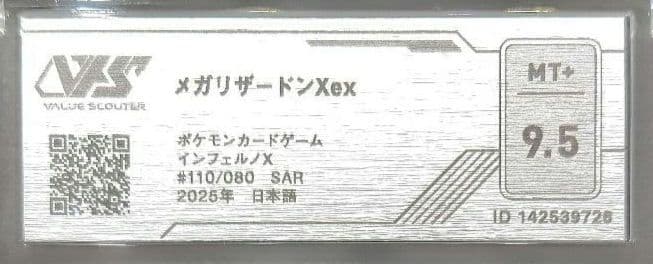 VS
VALUE SCOUTER
メガリザードンXex
ポケモンカードゲーム
インフェルノX
#110/080 SAR
2025年 日本語
MT+
9.5
ID 142539726